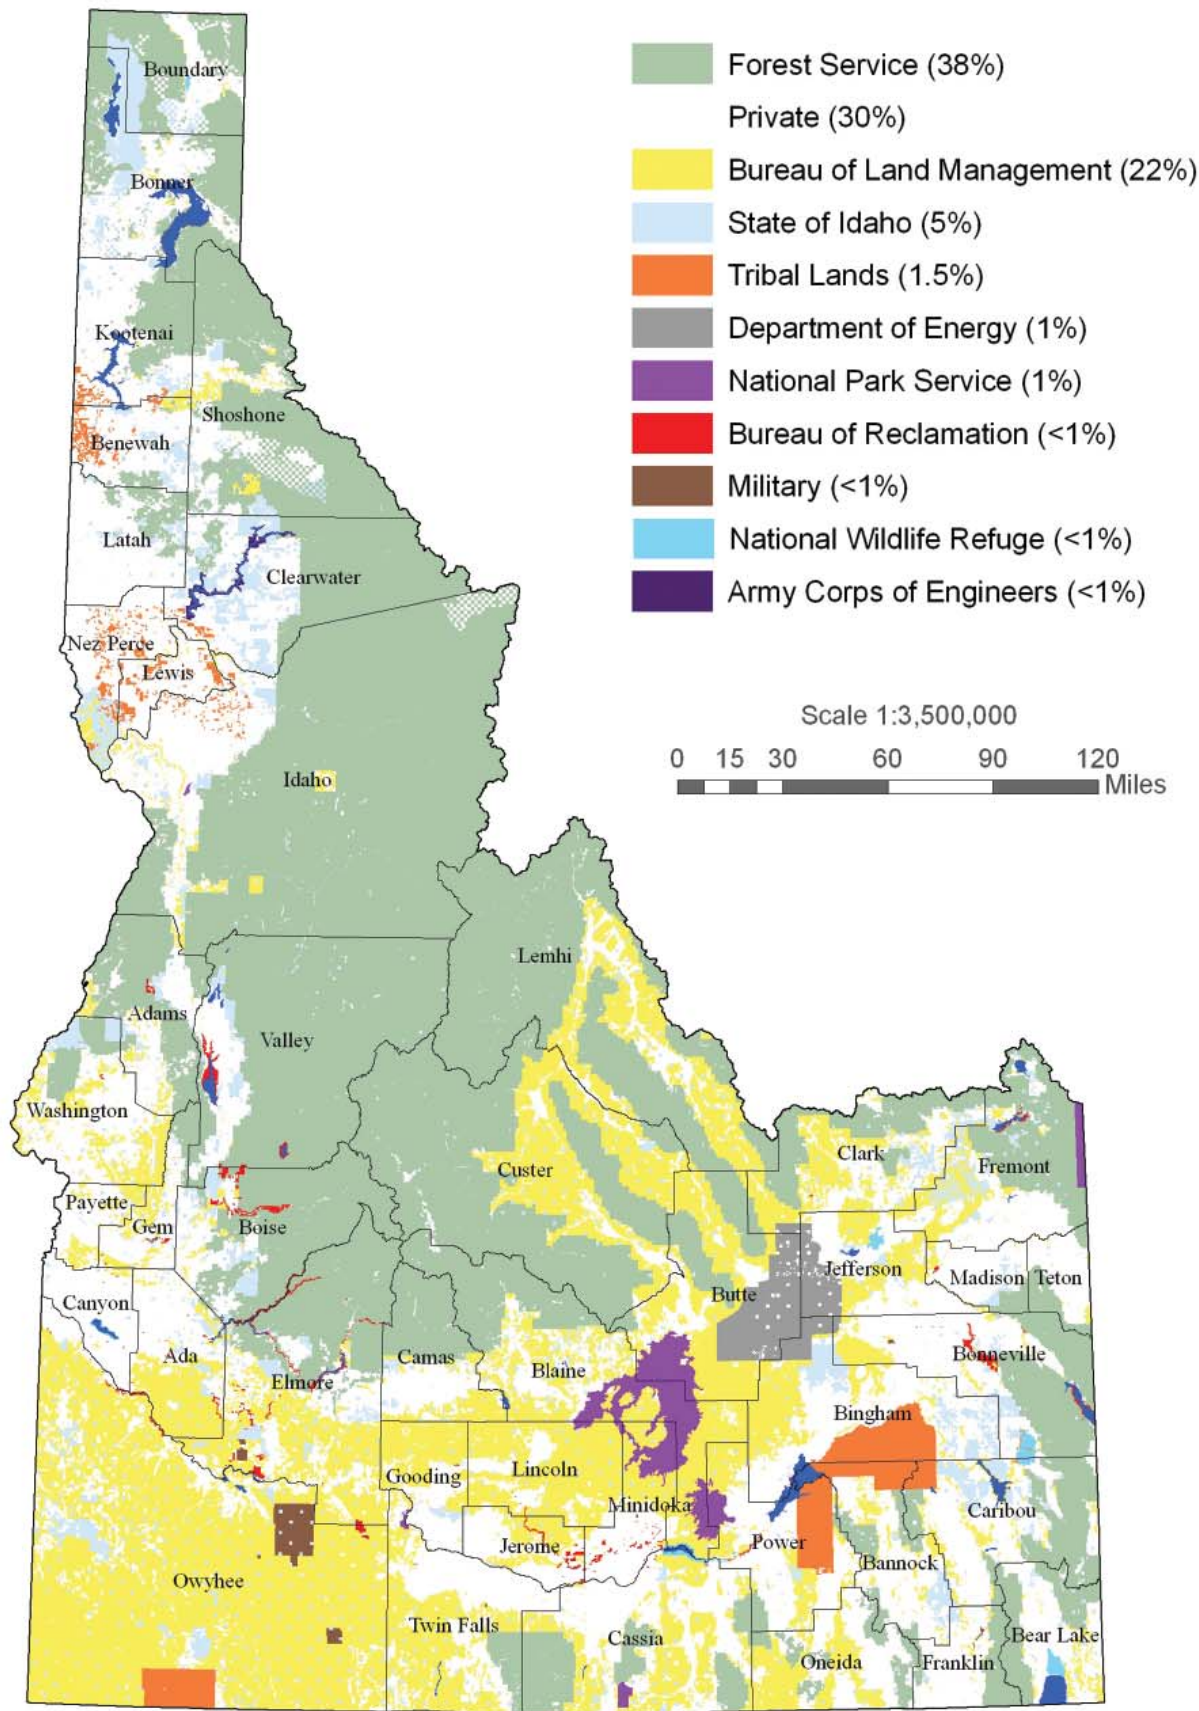 Boundary
Bonner
Kootenai
Shoshone
Benewah
Latah
Clearwater
Nez Perce
Lewis
Idaho
Lemhi
Adams
Valley
Washington
Custer
Clark
Fremont
Payette
Gem
Boise
Jefferson
Madison
Teton
Butte
Canyon
Ada
Elmore
Camas
Blaine
Bonneville
Bingham
Gooding
Lincoln
Minidoka
Caribou
Jerome
Power
Bannock
Owyhee
Twin Falls
Cassia
Oneida
Franklin
Bear Lake
Forest Service (38%)
Private (30%)
Bureau of Land Management (22%)
State of Idaho (5%)
Tribal Lands (1.5%)
Department of Energy (1%)
National Park Service (1%)
Bureau of Reclamation (<1%)
Military (<1%)
National Wildlife Refuge (<1%)
Army Corps of Engineers (<1%)
Scale 1:3,500,000
0 15 30 60 90 120
Miles